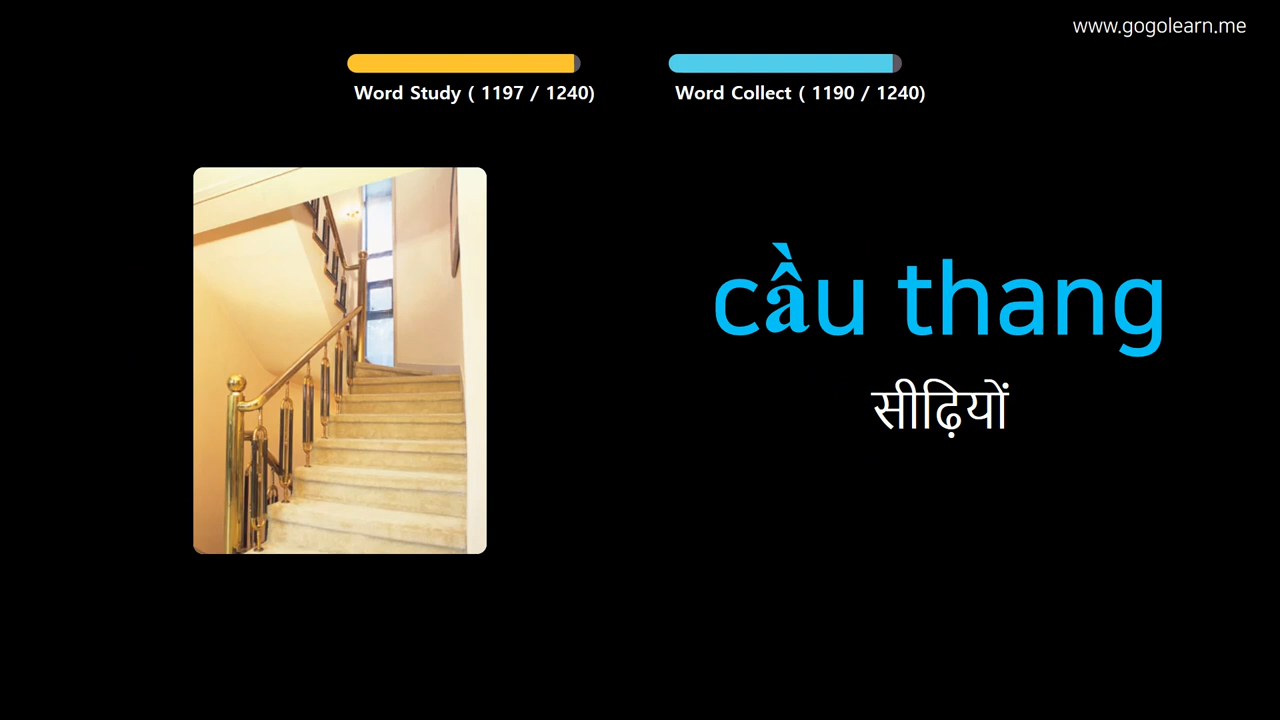 www.gogolearn.me
Word Study ( 1197 / 1240)
Word Collect ( 1190 / 1240)
cầu thang
सीढ़ियों